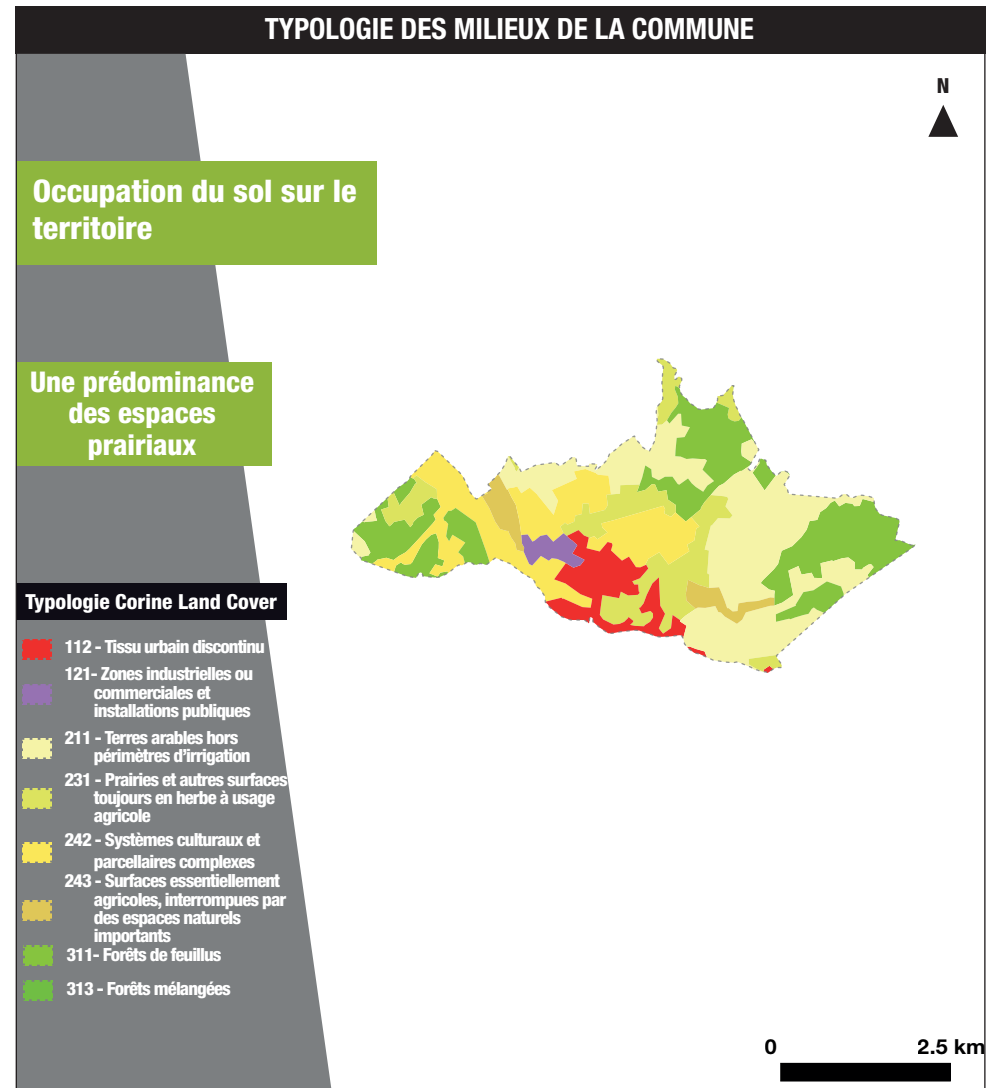 TYPOLOGIE DES MILIEUX DE LA COMMUNE
N
Occupation du sol sur le
territoire
Une prédominance
des espaces
prairiaux
Typologie Corine Land Cover
112 - Tissu urbain discontinu
121- Zones industrielles ou
commerciales et
installations publiques
211 - Terres arables hors
périmètres d'irrigation
231 - Prairies et autres surfaces
toujours en herbe à usage
agricole
242 - Systèmes culturaux et
parcellaires complexes
243 - Surfaces essentiellement
agricoles, interrompues par
des espaces naturels
importants
311- Forêts de feuillus
313 - Forêts mélangées
0 2.5 km